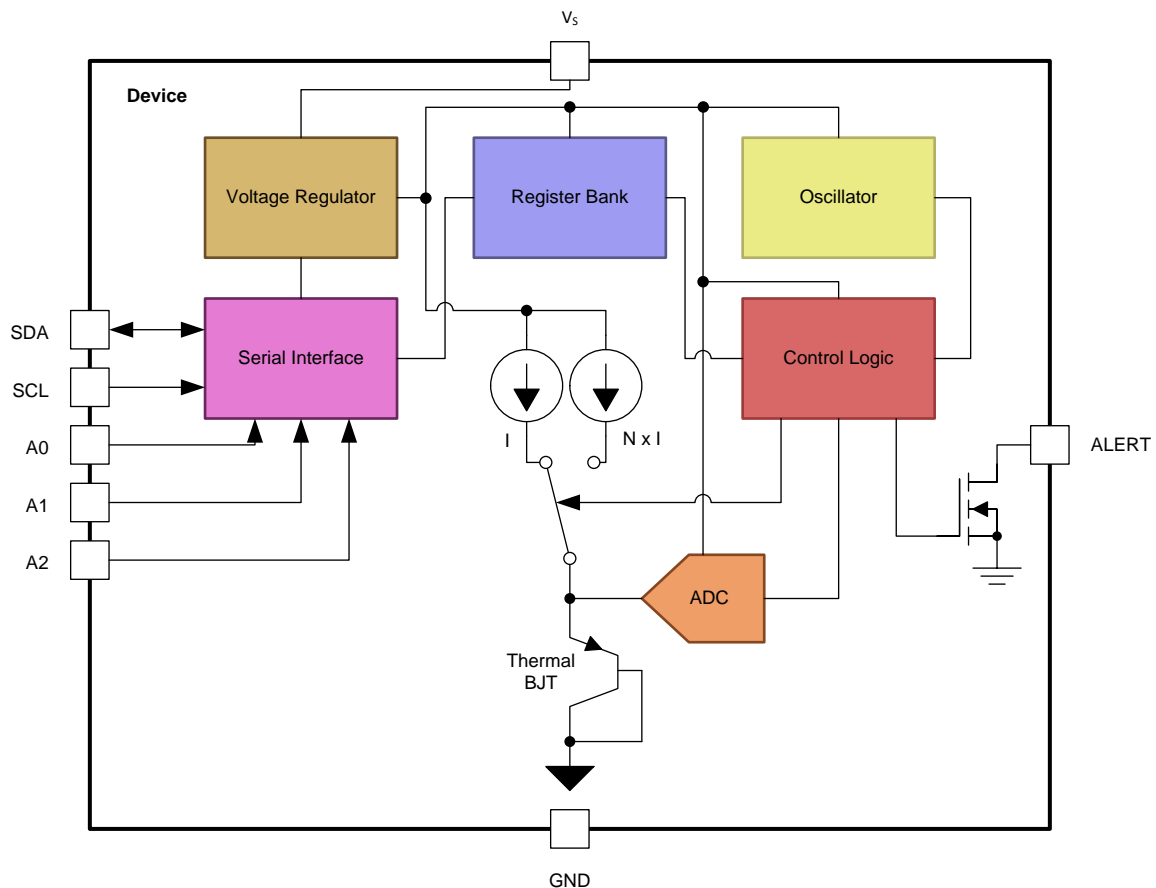 VS
Device
Voltage Regulator
Register Bank
Oscillator
SDA
Serial Interface
Control Logic
SCL
A0
I
N x I
ALERT
A1
A2
ADC
Thermal
BJT
GND